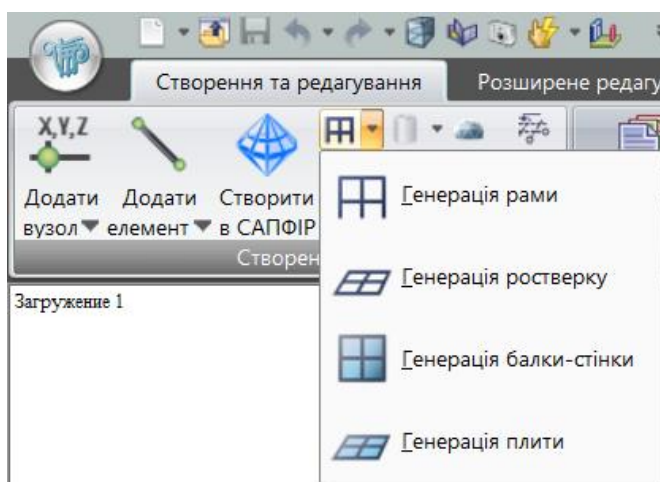 Створення та редагування
Розширене редагу
X,Y,Z
Додати вузол
Додати елемент
Створити в САПФІР
Створен
Генерація рами
Генерація ростверку
Генерація балки-стінки
Генерація плити
Загружение 1